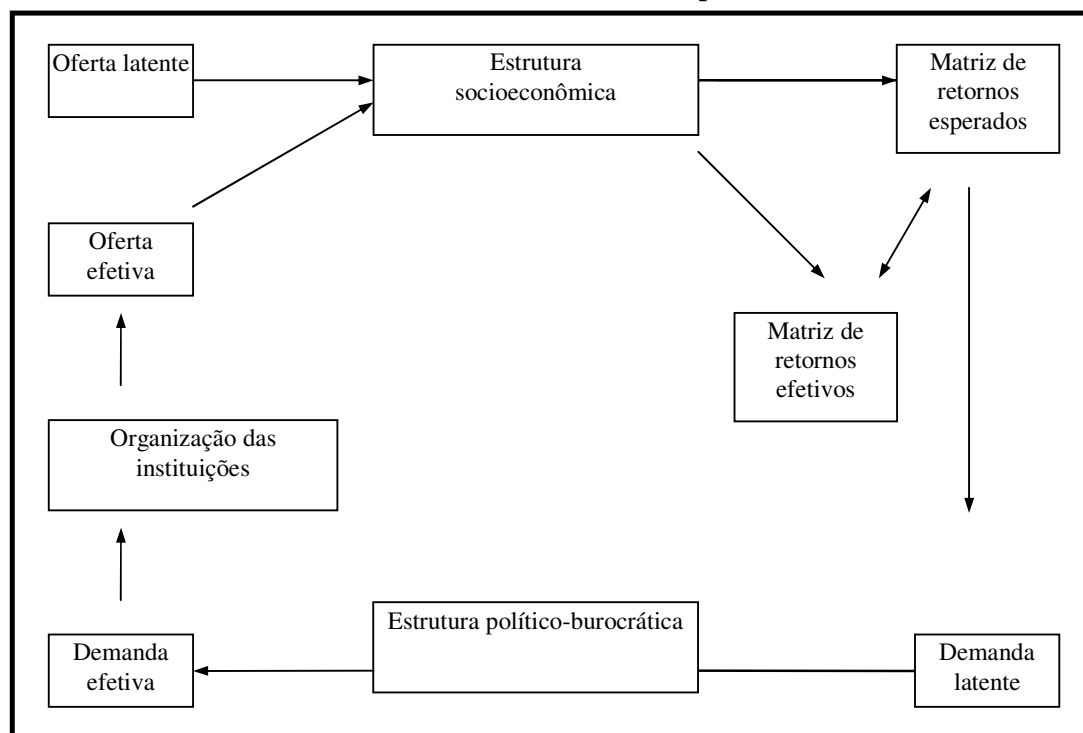 Oferta latente
Estrutura
socioeconômica
Matriz de
retornos
esperados
Oferta
efetiva
Matriz de
retornos
efetivos
Organização das
instituições
Estrutura político-burocrática
Demanda
efetiva
Demanda
latente